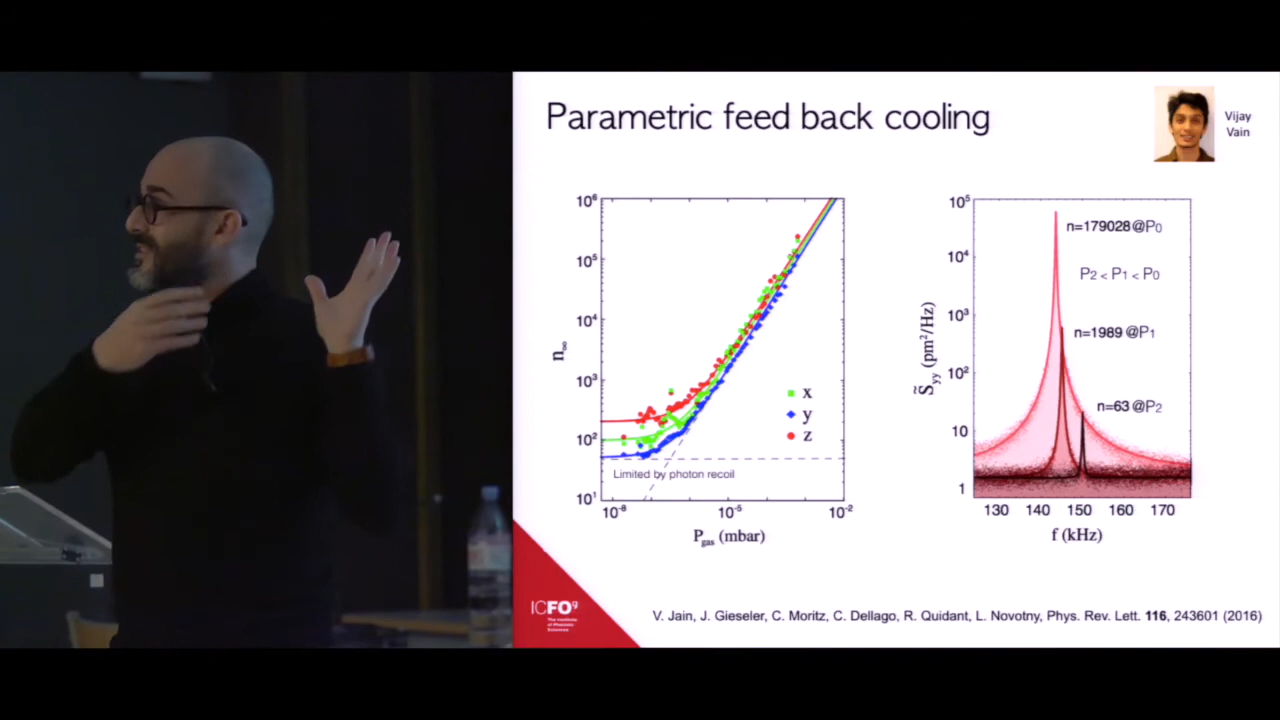 Parametric feed back cooling
Vijay
Vain
10⁶
10⁵
10⁴
10³
10²
10¹
n∞
x
y
z
Limited by photon recoil
10⁻⁸
10⁻⁵
10⁻²
Pgas (mbar)
10⁵
10⁴
10³
10²
10
1
S̃yy (pm²/Hz)
n=179028@P₀
P₂ < P₁ < P₀
n=1989@P₁
n=63@P₂
130 140 150 160 170
f (kHz)
ICFO⁹
The Institute
of Photonic
Sciences
V. Jain, J. Gieseler, C. Moritz, C. Dellago, R. Quidant, L. Novotny, Phys. Rev. Lett. 116, 243601 (2016)